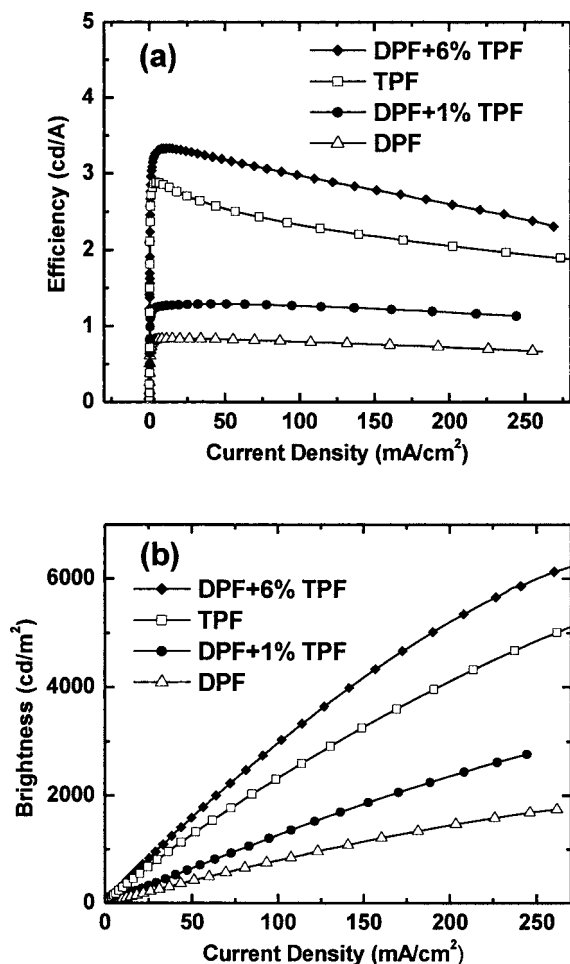 (a)
DPF+6% TPF
TPF
DPF+1% TPF
DPF
Efficiency (cd/A)
5
4
3
2
1
0
0 50 100 150 200 250
Current Density (mA/cm²)
(b)
DPF+6% TPF
TPF
DPF+1% TPF
DPF
Brightness (cd/m²)
6000
4000
2000
0
0 50 100 150 200 250
Current Density (mA/cm²)